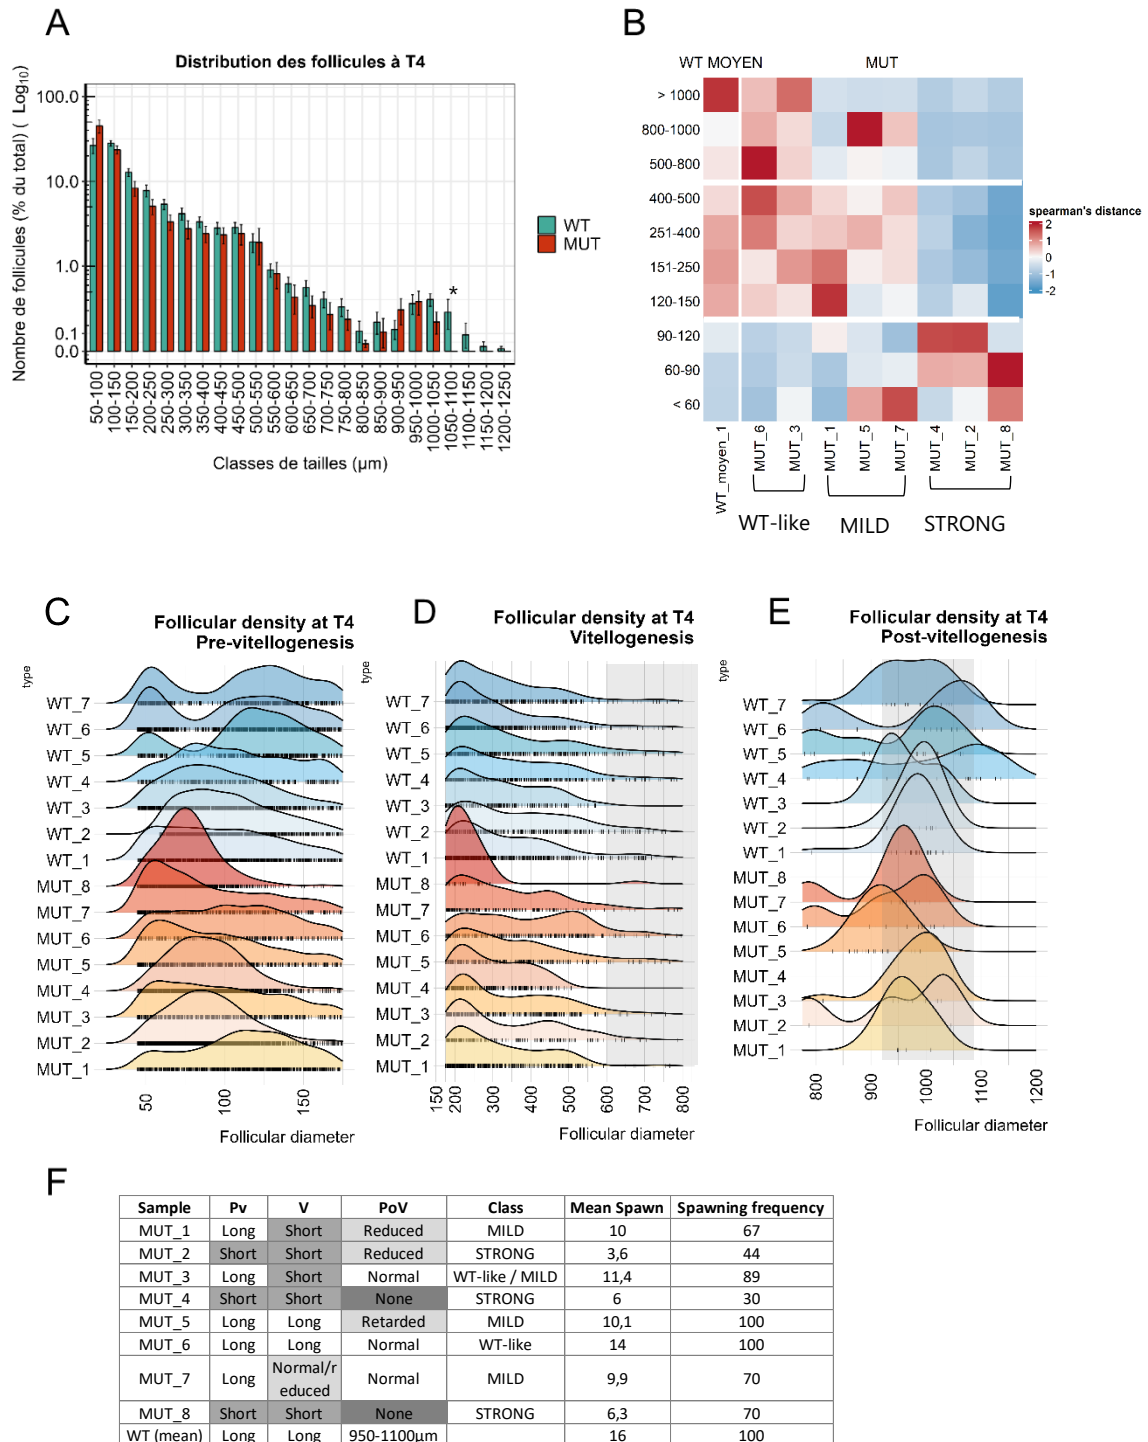 A
Distribution des follicules à T4
Nombre de follicules (% du total) ( Log10)
100.0
10.0
1.0
0.1
0.0
*
WT
MUT
50-100
100-150
150-200
200-250
250-300
300-350
350-400
400-450
450-500
500-550
550-600
600-650
650-700
700-750
750-800
800-850
850-900
900-950
950-1000
1000-1050
1050-1100
1100-1150
1150-1200
1200-1250
Classes de tailles (µm)
B
WT MOYEN MUT
> 1000
800-1000
500-800
400-500
251-400
151-250
120-150
90-120
60-90
< 60
spearman's distance
2
1
0
-1
-2
WT_moyen_1
MUT_6
MUT_3
MUT_1
MUT_5
MUT_7
MUT_4
MUT_2
MUT_8
WT-like MILD STRONG
C
Follicular density at T4
Pre-vitellogenesis
type
WT_7
WT_6
WT_5
WT_4
WT_3
WT_2
WT_1
MUT_8
MUT_7
MUT_6
MUT_5
MUT_4
MUT_3
MUT_2
MUT_1
50 100 150
Follicular diameter
D
Follicular density at T4
Vitellogenesis
type
WT_7
WT_6
WT_5
WT_4
WT_3
WT_2
WT_1
MUT_8
MUT_7
MUT_6
MUT_5
MUT_4
MUT_3
MUT_2
MUT_1
150 200 300 400 500 600 700 800
Follicular diameter
E
Follicular density at T4
Post-vitellogenesis
type
WT_7
WT_6
WT_5
WT_4
WT_3
WT_2
WT_1
MUT_8
MUT_7
MUT_6
MUT_5
MUT_4
MUT_3
MUT_2
MUT_1
800 900 1000 1100 1200
Follicular diameter
F
Sample Pv V PoV Class Mean Spawn Spawning frequency
MUT_1 Long Short Reduced MILD 10 67
MUT_2 Short Short Reduced STRONG 3,6 44
MUT_3 Long Short Normal WT-like / MILD 11,4 89
MUT_4 Short Short None STRONG 6 30
MUT_5 Long Long Retarded MILD 10,1 100
MUT_6 Long Long Normal WT-like 14 100
MUT_7 Long Normal/r Normal MILD 9,9 70
educed
MUT_8 Short Short None STRONG 6,3 70
WT (mean) Long Long 950-1100µm 16 100